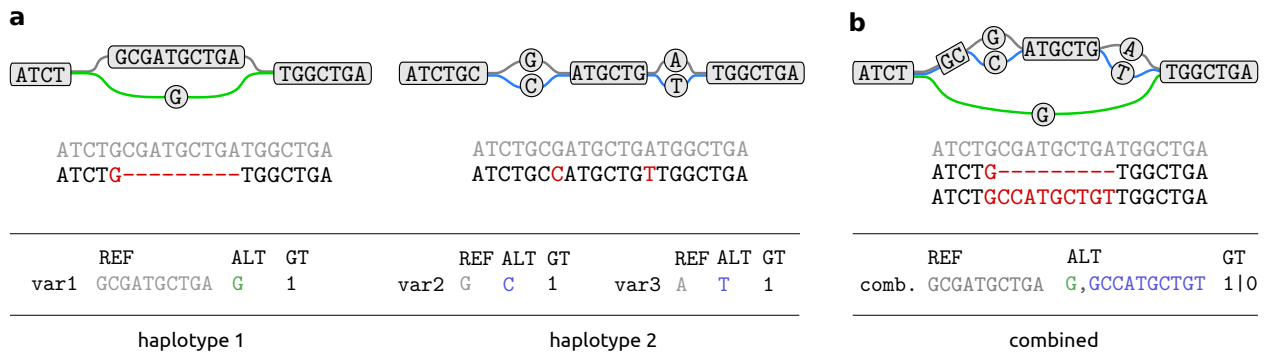 a
GCGATGCTGA
ATCT
TGGCTGA
G
ATCTGCGATGCTGATGGCTGA
ATCTG---------TGGCTGA
REF ALT GT
var1 GCGATGCTGA G 1
haplotype 1
G A
ATCTGC ATGCTG TGGCTGA
C T
ATCTGCGATGCTGATGGCTGA
ATCTGCCATGCTGTTGGCTGA
REF ALT GT REF ALT GT
var2 G C 1 var3 A T 1
haplotype 2
b
G A
GC ATGCTG
C T
ATCT TGGCTGA
G
ATCTGCGATGCTGATGGCTGA
ATCTG---------TGGCTGA
ATCTGCCATGCTGTTGGCTGA
REF ALT GT
comb. GCGATGCTGA G,GCCATGCTGT 1|0
combined